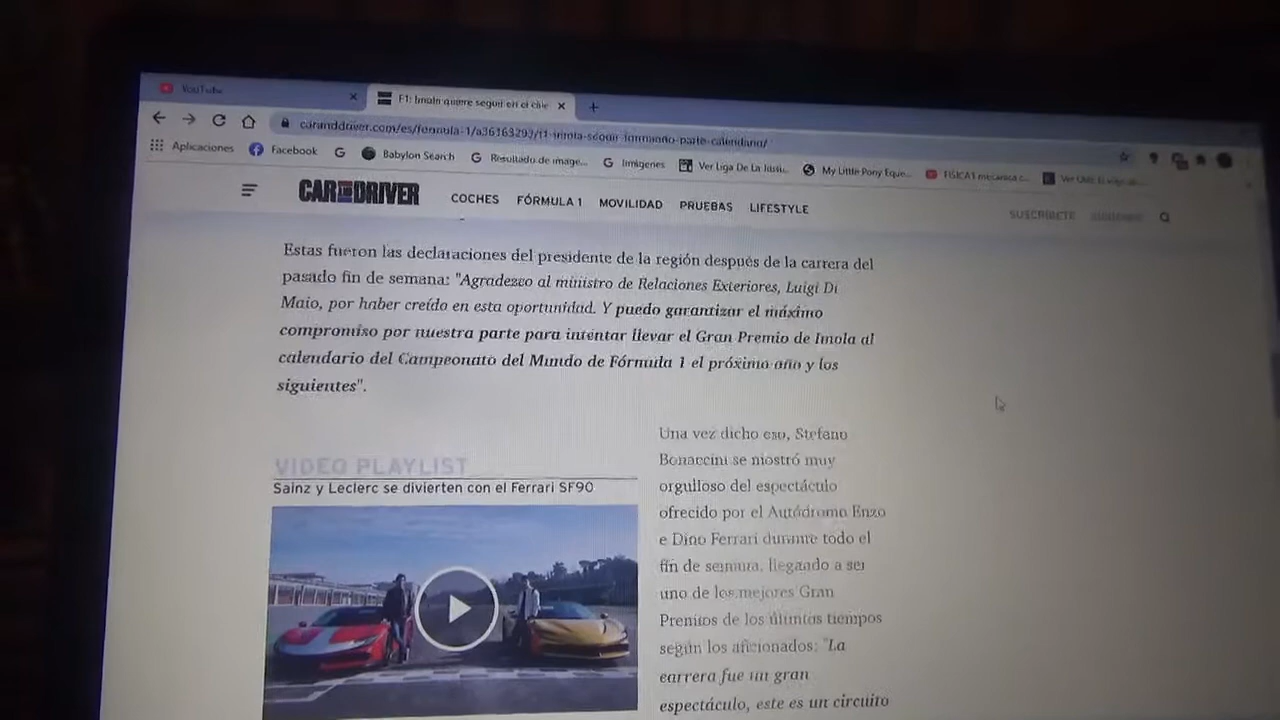 YouTube
F1: Imola quiere seguir en el cale
caranddriver.com/es/formula-1/a36163292/f1-imola-seguir-formando-parte-calendario/
Aplicaciones
Facebook
Babylon Search
Resultado de image...
Imágenes
Ver Liga De La Justi...
My Little Pony Eque...
FISICA1 mecanica c...
CAR DRIVER
COCHES
FÓRMULA 1
MOVILIDAD
PRUEBAS
LIFESTYLE
SUSCRÍBETE
Estas fueron las declaraciones del presidente de la región después de la carrera del
pasado fin de semana: "Agradezco al ministro de Relaciones Exteriores, Luigi Di
Maio, por haber creído en esta oportunidad. Y puedo garantizar el máximo
compromiso por nuestra parte para intentar llevar el Gran Premio de Imola al
calendario del Campeonato del Mundo de Fórmula 1 el próximo año y los
siguientes".
VIDEO PLAYLIST
Sainz y Leclerc se divierten con el Ferrari SF90
Una vez dicho eso, Stefano
Bonaccini se mostró muy
orgulloso del espectáculo
ofrecido por el Autódromo Enzo
e Dino Ferrari durante todo el
fin de semana, llegando a ser
uno de los mejores Gran
Premios de los últimos tiempos
según los aficionados: "La
carrera fue un gran
espectáculo, este es un circuito